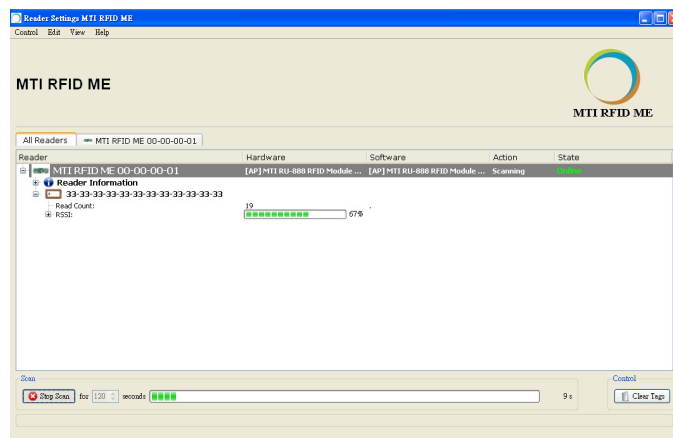 Reader Settings MTI RFID ME
Control Edit View Help
MTI RFID ME
MTI RFID ME
All Readers MTI RFID ME 00-00-00-01
Reader Hardware Software Action State
MTI RFID ME 00-00-00-01 [AP] MTI RU-888 RFID Module ... [AP] MTI RU-888 RFID Module ... Scanning Online
Reader Information
33-33-33-33-33-33-33-33-33-33-33-33
Read Count: 19 .
RSSI: 67%
Scan Control
Stop Scan for 120 seconds 9 s Clear Tags